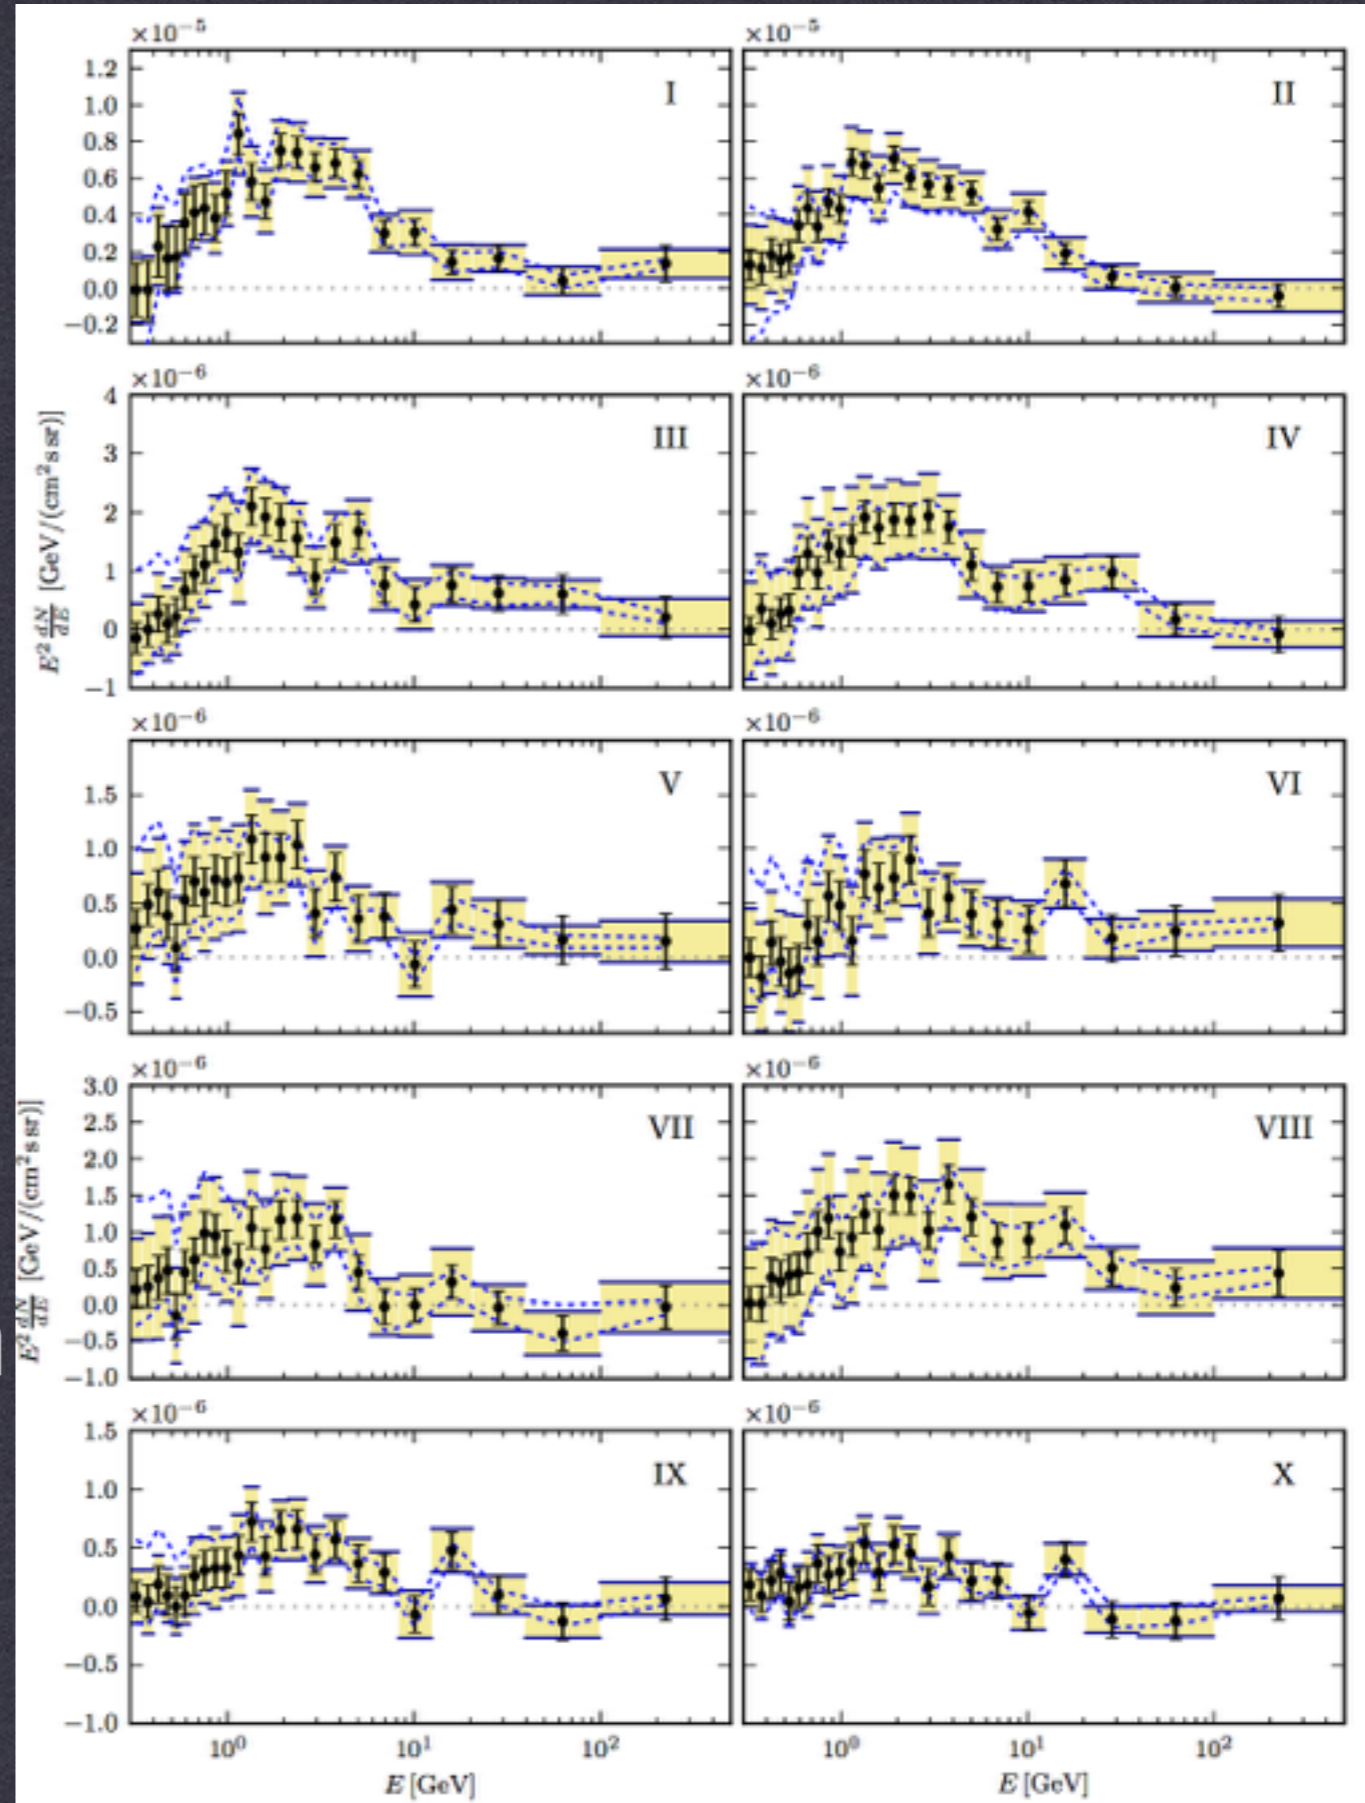 ×10⁻⁵ ×10⁻⁵
1.2
1.0
0.8
0.6
0.4
0.2
0.0
−0.2
I
II
×10⁻⁶ ×10⁻⁶
4
3
2
1
0
−1
III
IV
E² dN/dE [GeV/(cm² s sr)]
×10⁻⁶ ×10⁻⁶
1.5
1.0
0.5
0.0
−0.5
V
VI
×10⁻⁶ ×10⁻⁶
3.0
2.5
2.0
1.5
1.0
0.5
0.0
−0.5
−1.0
VII
VIII
E² dN/dE [GeV/(cm² s sr)]
×10⁻⁶ ×10⁻⁶
1.5
1.0
0.5
0.0
−0.5
−1.0
IX
X
10⁰ 10¹ 10² 10⁰ 10¹ 10²
E [GeV] E [GeV]